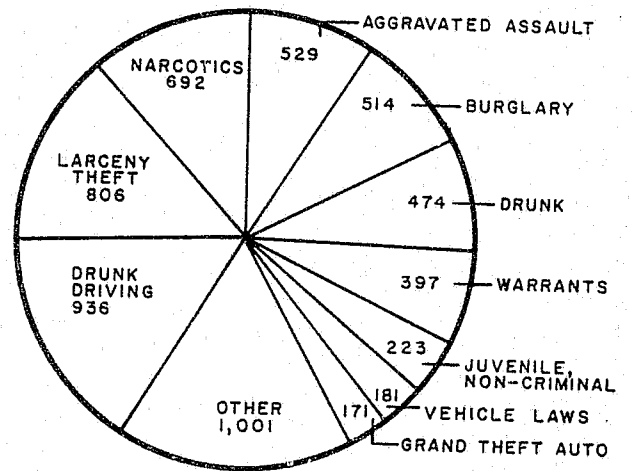 AGGRAVATED ASSAULT
529
BURGLARY
514
DRUNK
474
WARRANTS
397
JUVENILE,
NON-CRIMINAL
223
VEHICLE LAWS
181
GRAND THEFT AUTO
171
OTHER
1,001
DRUNK
DRIVING
936
LARCENY
THEFT
806
NARCOTICS
692